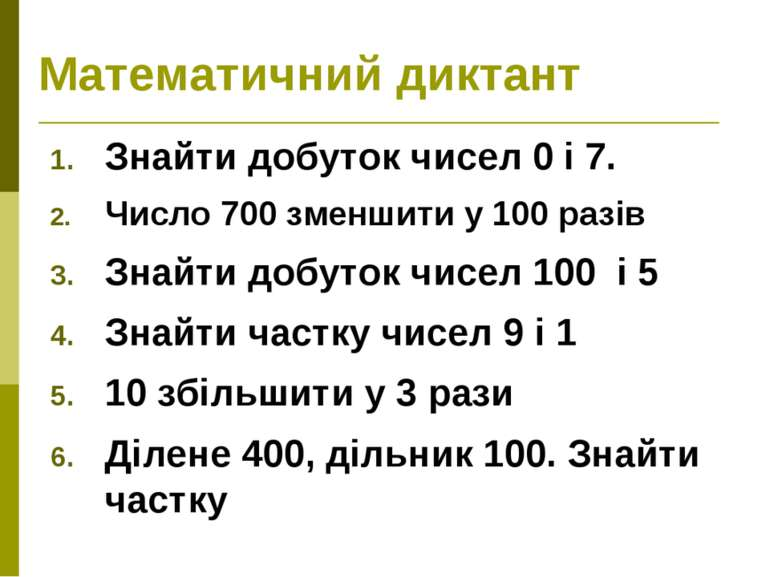 Математичний диктант
1. Знайти добуток чисел 0 і 7.
2. Число 700 зменшити у 100 разів
3. Знайти добуток чисел 100  і 5
4. Знайти частку чисел 9 і 1
5. 10 збільшити у 3 рази
6. Ділене 400, дільник 100. Знайти
частку